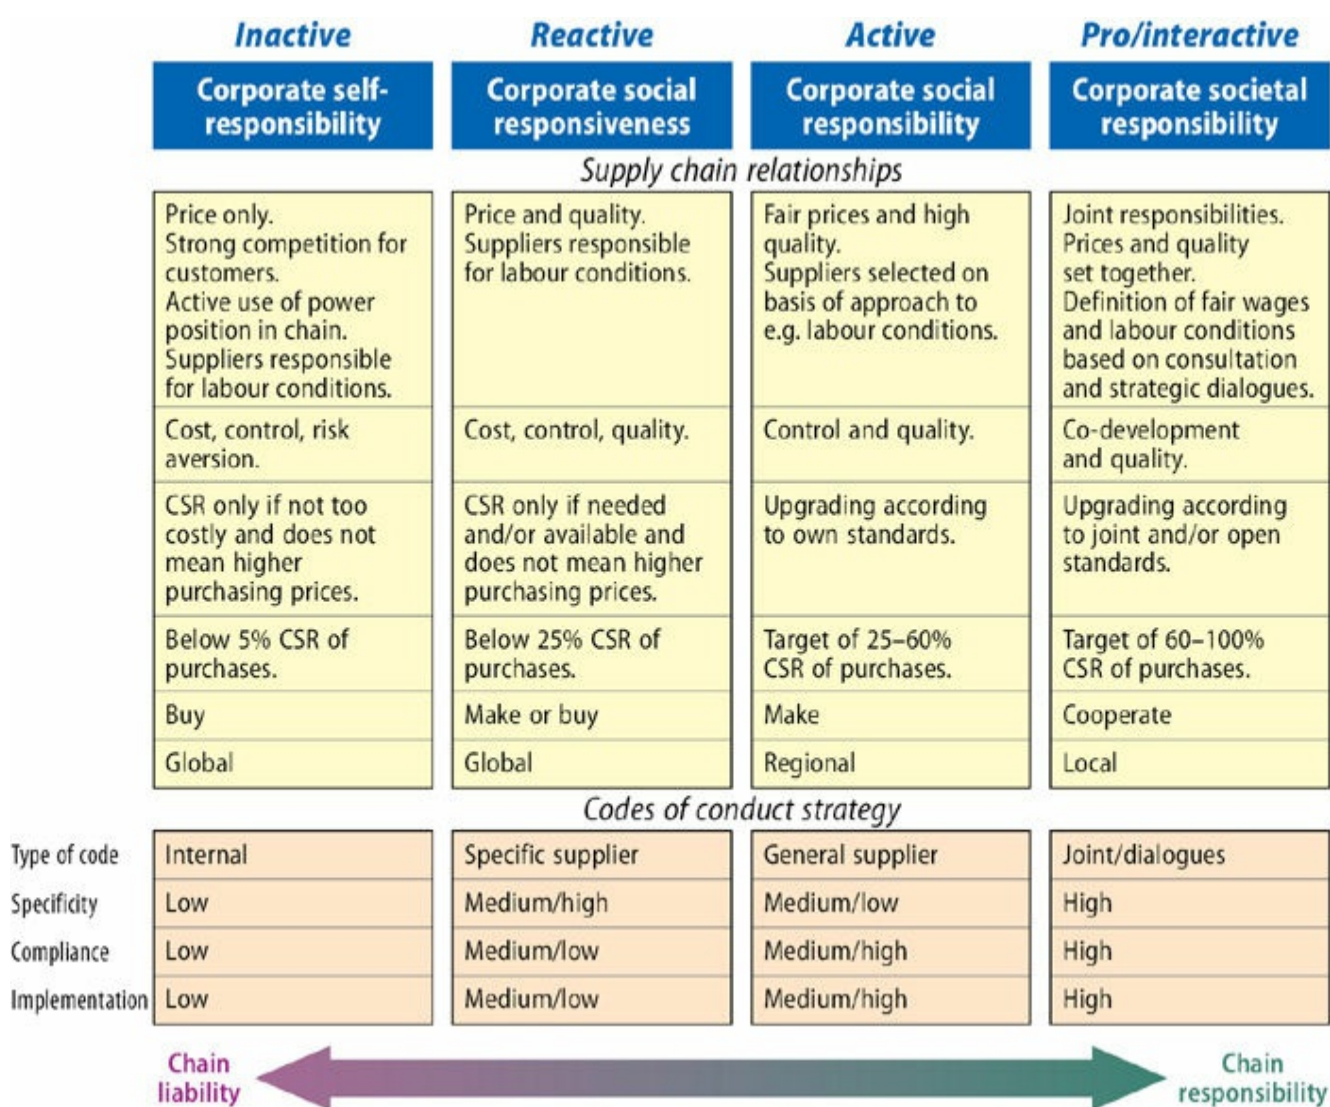 Inactive
Reactive
Active
Pro/interactive
Corporate self-
responsibility
Corporate social
responsiveness
Corporate social
responsibility
Corporate societal
responsibility
Supply chain relationships
Price only.
Strong competition for
customers.
Active use of power
position in chain.
Suppliers responsible
for labour conditions.
Price and quality.
Suppliers responsible
for labour conditions.
Fair prices and high
quality.
Suppliers selected on
basis of approach to
e.g. labour conditions.
Joint responsibilities.
Prices and quality
set together.
Definition of fair wages
and labour conditions
based on consultation
and strategic dialogues.
Cost, control, risk
aversion.
Cost, control, quality.
Control and quality.
Co-development
and quality.
CSR only if not too
costly and does not
mean higher
purchasing prices.
CSR only if needed
and/or available and
does not mean higher
purchasing prices.
Upgrading according
to own standards.
Upgrading according
to joint and/or open
standards.
Below 5% CSR of
purchases.
Below 25% CSR of
purchases.
Target of 25–60%
CSR of purchases.
Target of 60–100%
CSR of purchases.
Buy
Make or buy
Make
Cooperate
Global
Global
Regional
Local
Codes of conduct strategy
Type of code
Internal
Specific supplier
General supplier
Joint/dialogues
Specificity
Low
Medium/high
Medium/low
High
Compliance
Low
Medium/low
Medium/high
High
Implementation
Low
Medium/low
Medium/high
High
Chain
liability
Chain
responsibility